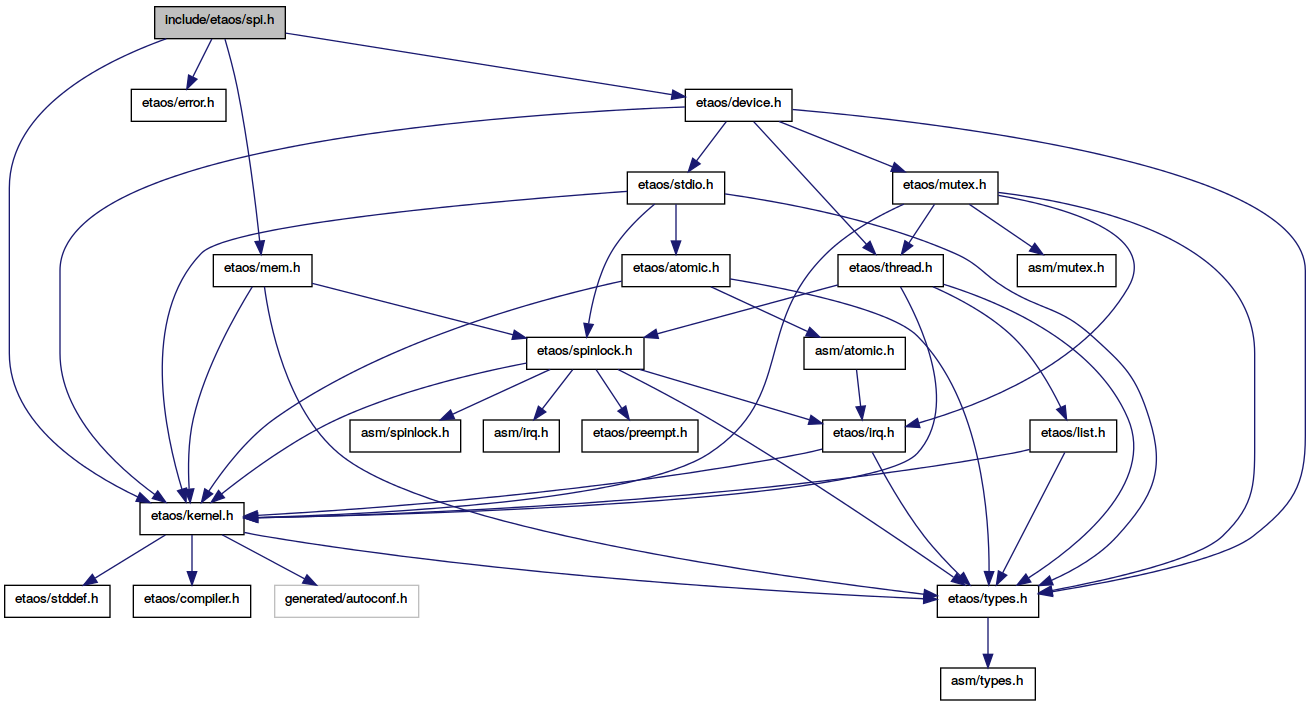 include/etaos/spi.h
etaos/error.h
etaos/device.h
etaos/stdio.h
etaos/mutex.h
etaos/mem.h
etaos/atomic.h
etaos/thread.h
asm/mutex.h
etaos/spinlock.h
asm/atomic.h
asm/spinlock.h
asm/irq.h
etaos/preempt.h
etaos/irq.h
etaos/list.h
etaos/kernel.h
etaos/stddef.h
etaos/compiler.h
generated/autoconf.h
etaos/types.h
asm/types.h